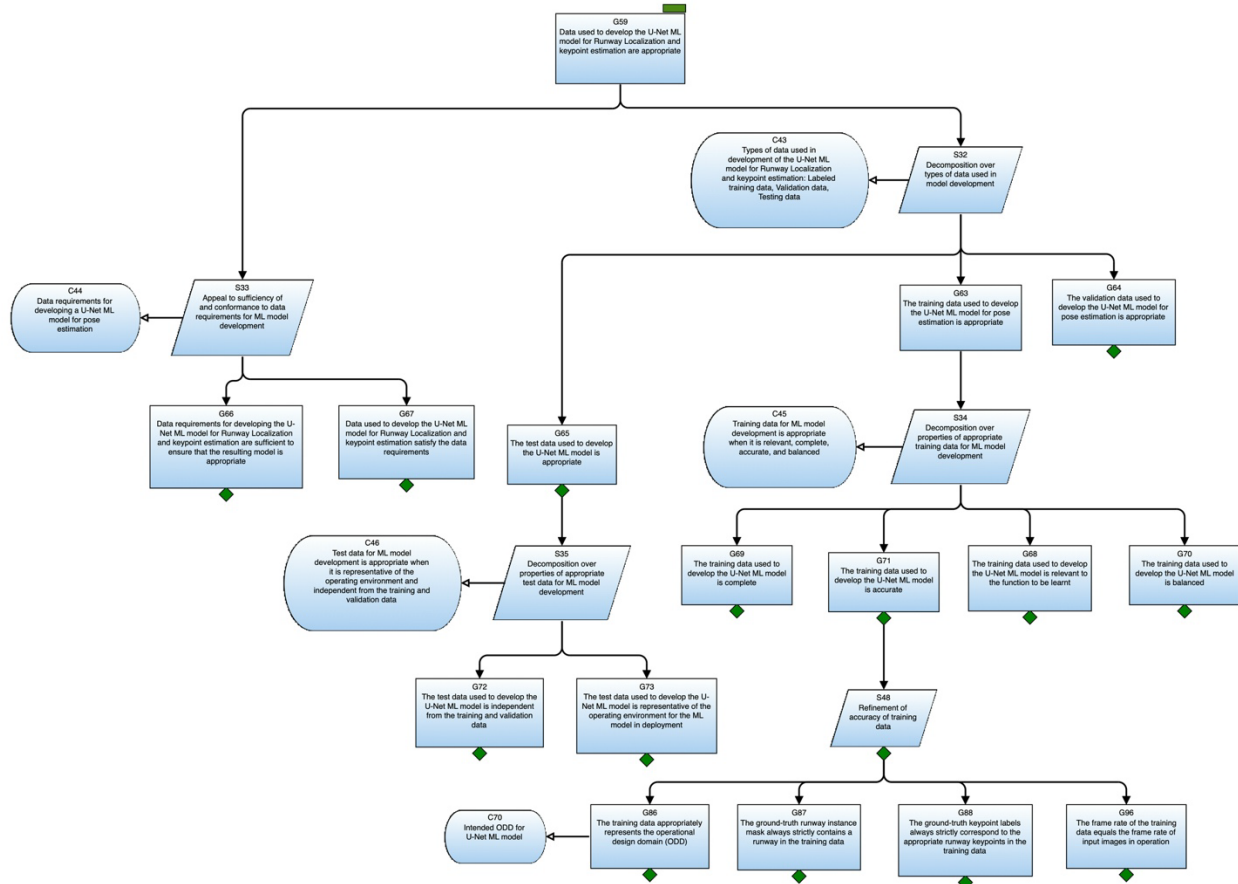 G59
Data used to develop the U-Net ML
model for Runway Localization and
keypoint estimation are appropriate
C43
Types of data used in
development of the U-Net ML
model for Runway Localization
and keypoint estimation: Labeled
training data, Validation data,
Testing data
S32
Decomposition over
types of data used in
model development
C44
Data requirements for
developing a U-Net ML
model for pose
estimation
S33
Appeal to sufficiency of
and conformance to data
requirements for ML model
development
G63
The training data used to develop
the U-Net ML model for pose
estimation is appropriate
G64
The validation data used to
develop the U-Net ML model for
pose estimation is appropriate
G66
Data requirements for developing the U-
Net ML model for Runway Localization
and keypoint estimation are sufficient to
ensure that the resulting model is
appropriate
G67
Data used to develop the U-Net ML
model for Runway Localization and
keypoint estimation satisfy the data
requirements
G65
The test data used to develop
the U-Net ML model is
appropriate
C45
Training data for ML model
development is appropriate
when it is relevant, complete,
accurate, and balanced
S34
Decomposition over
properties of appropriate
training data for ML model
development
C46
Test data for ML model
development is appropriate when
it is representative of the
operating environment and
independent from the training and
validation data
S35
Decomposition over
properties of appropriate
test data for ML model
development
G69
The training data used to
develop the U-Net ML model
is complete
G71
The training data used to
develop the U-Net ML model
is accurate
G68
The training data used to develop
the U-Net ML model is relevant to
the function to be learnt
G70
The training data used to
develop the U-Net ML model is
balanced
G72
The test data used to develop the
U-Net ML model is independent
from the training and validation
data
G73
The test data used to develop the U-
Net ML model is representative of the
operating environment for the ML
model in deployment
S48
Refinement of
accuracy of training
data
C70
Intended ODD for
U-Net ML model
G86
The training data appropriately
represents the operational
design domain (ODD)
G87
The ground-truth runway instance
mask always strictly contains a
runway in the training data
G88
The ground-truth keypoint labels
always strictly correspond to the
appropriate runway keypoints in the
training data
G96
The frame rate of the training
data equals the frame rate of
input images in operation